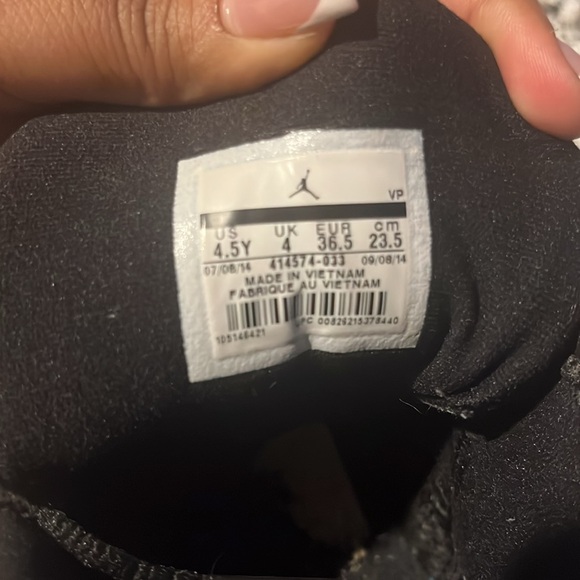 VP
US UK EUR cm
4.5Y 4 36.5 23.5
07/08/14 414574-033 09/08/14
MADE IN VIETNAM
FABRIQUE AU VIETNAM
105146421 UPC 00826215378440